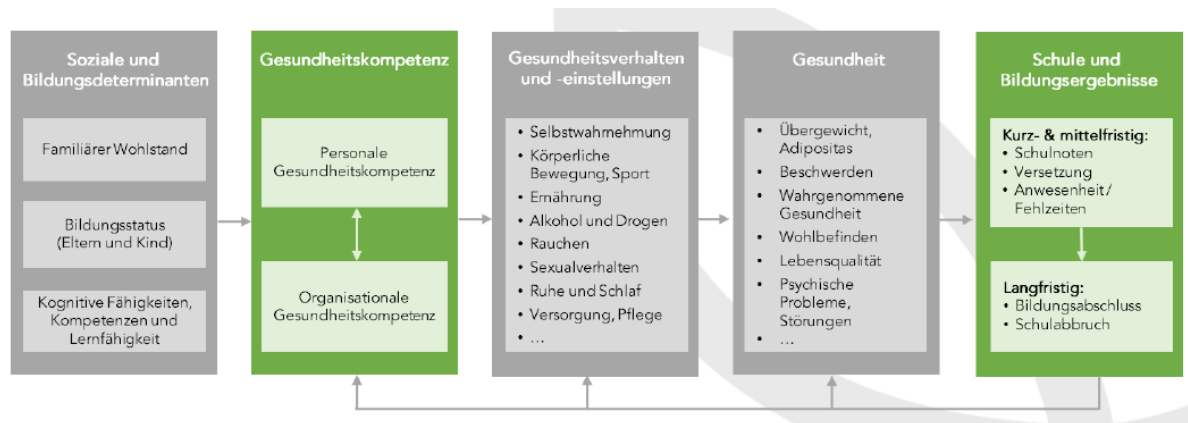 Soziale und
Bildungsdeterminanten
Familiärer Wohlstand
Bildungsstatus
(Eltern und Kind)
Kognitive Fähigkeiten,
Kompetenzen und
Lernfähigkeit
Gesundheitskompetenz
Personale
Gesundheitskompetenz
Organisationale
Gesundheitskompetenz
Gesundheitsverhalten
und -einstellungen
• Selbstwahrnehmung
• Körperliche
Bewegung, Sport
• Ernährung
• Alkohol und Drogen
• Rauchen
• Sexualverhalten
• Ruhe und Schlaf
• Versorgung, Pflege
• ...
Gesundheit
• Übergewicht,
Adipositas
• Beschwerden
• Wahrgenommene
Gesundheit
• Wohlbefinden
• Lebensqualität
• Psychische
Probleme,
Störungen
• ...
Schule und
Bildungsergebnisse
Kurz- & mittelfristig:
• Schulnoten
• Versetzung
• Anwesenheit/
Fehlzeiten
Langfristig:
• Bildungsabschluss
• Schulabbruch